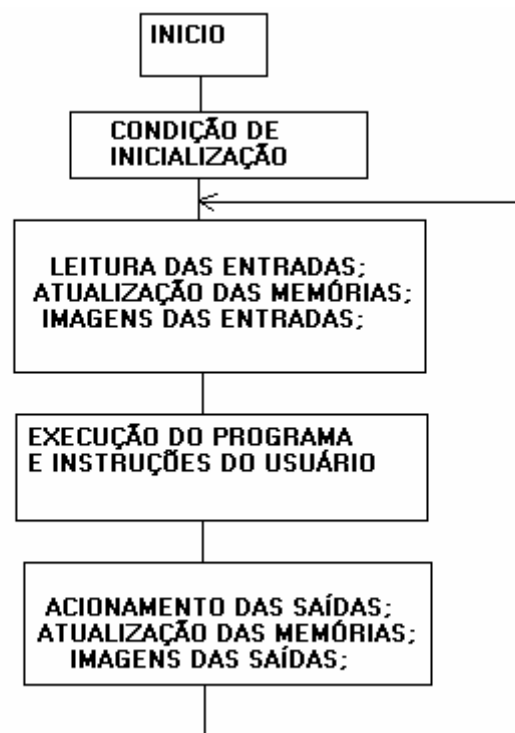 INICIO
CONDIÇÃO DE
INICIALIZAÇÃO
LEITURA DAS ENTRADAS;
ATUALIZAÇÃO DAS MEMÓRIAS;
IMAGENS DAS ENTRADAS;
EXECUÇÃO DO PROGRAMA
E INSTRUÇÕES DO USUÁRIO
ACIONAMENTO DAS SAÍDAS;
ATUALIZAÇÃO DAS MEMÓRIAS;
IMAGENS DAS SAÍDAS;